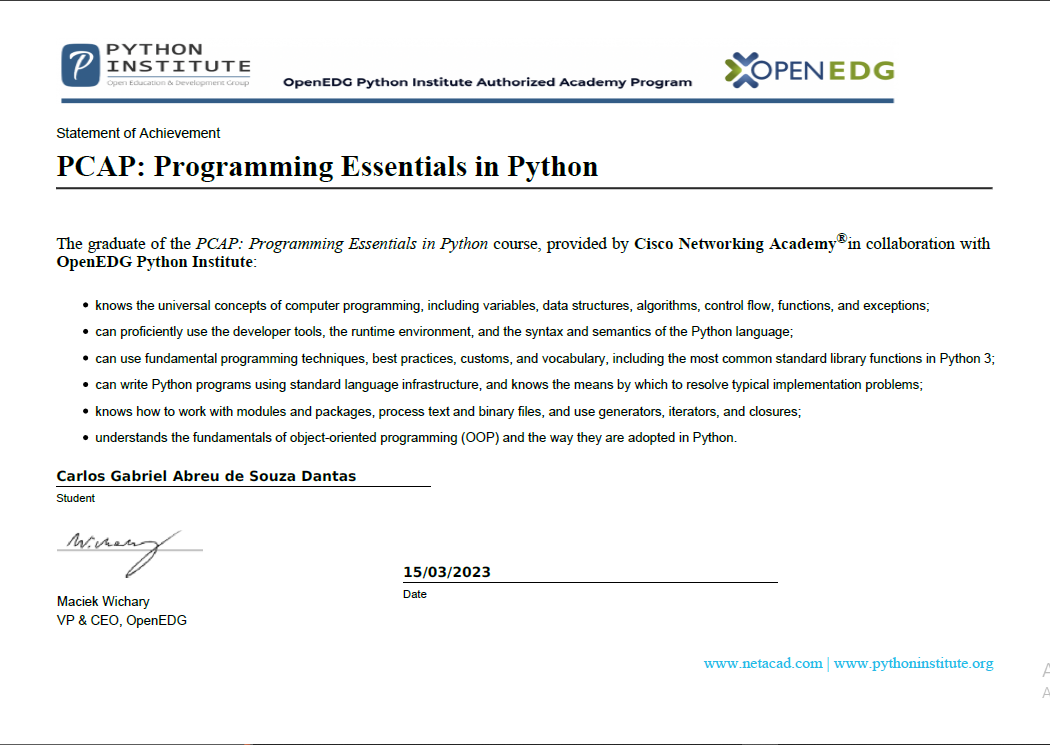 PYTHON
INSTITUTE
Open Education & Development Group
OpenEDG Python Institute Authorized Academy Program
OPENEDG
Statement of Achievement
PCAP: Programming Essentials in Python
The graduate of the PCAP: Programming Essentials in Python course, provided by Cisco Networking Academy®in collaboration with
OpenEDG Python Institute:
• knows the universal concepts of computer programming, including variables, data structures, algorithms, control flow, functions, and exceptions;
• can proficiently use the developer tools, the runtime environment, and the syntax and semantics of the Python language;
• can use fundamental programming techniques, best practices, customs, and vocabulary, including the most common standard library functions in Python 3;
• can write Python programs using standard language infrastructure, and knows the means by which to resolve typical implementation problems;
• knows how to work with modules and packages, process text and binary files, and use generators, iterators, and closures;
• understands the fundamentals of object-oriented programming (OOP) and the way they are adopted in Python.
Carlos Gabriel Abreu de Souza Dantas
Student
W.chary
15/03/2023
Date
Maciek Wichary
VP & CEO, OpenEDG
www.netacad.com | www.pythoninstitute.org
A
A